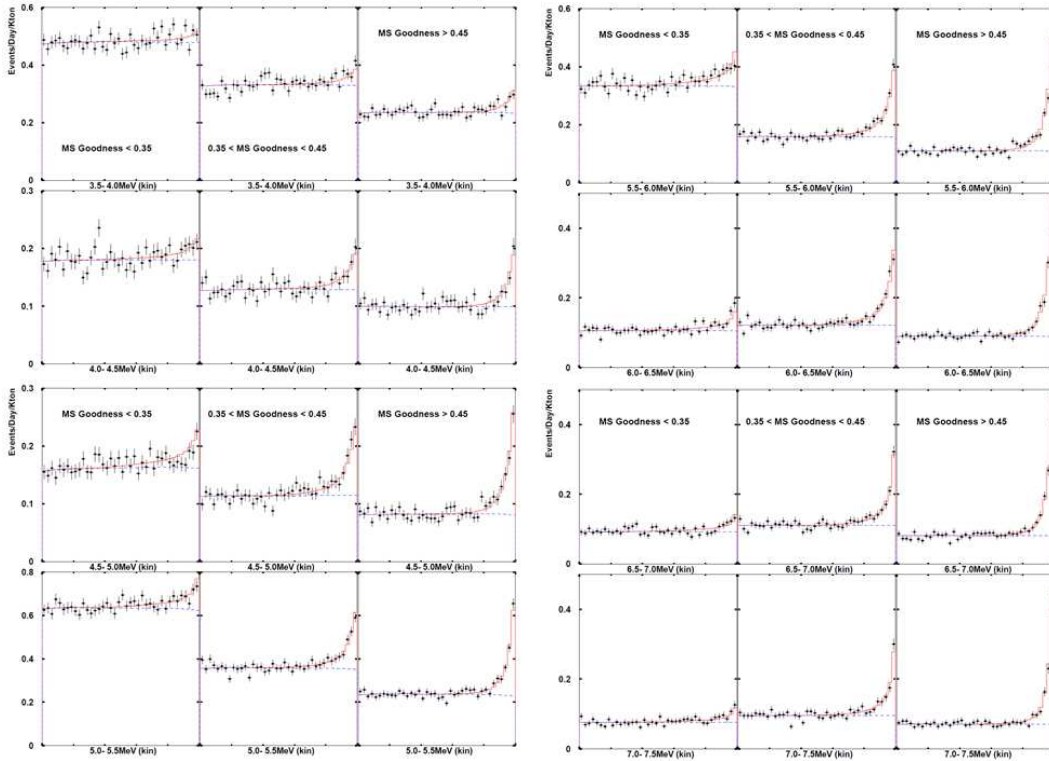 Events/Day/Kton
0.6
MS Goodness > 0.45
0.4
0.2
MS Goodness < 0.35 0.35 < MS Goodness < 0.45
0
3.5- 4.0MeV (kin) 3.5- 4.0MeV (kin) 3.5- 4.0MeV (kin)
0.3
0.2
0.1
0
4.0- 4.5MeV (kin) 4.0- 4.5MeV (kin) 4.0- 4.5MeV (kin)
Events/Day/Kton
0.3
MS Goodness < 0.35 0.35 < MS Goodness < 0.45 MS Goodness > 0.45
0.2
0.1
0
4.5- 5.0MeV (kin) 4.5- 5.0MeV (kin) 4.5- 5.0MeV (kin)
0.8
0.6
0.4
0.2
0
5.0- 5.5MeV (kin) 5.0- 5.5MeV (kin) 5.0- 5.5MeV (kin)
Events/Day/Kton
0.6
MS Goodness < 0.35 0.35 < MS Goodness < 0.45 MS Goodness > 0.45
0.4
0.2
0
5.5- 6.0MeV (kin) 5.5- 6.0MeV (kin) 5.5- 6.0MeV (kin)
0.4
0.2
0
6.0- 6.5MeV (kin) 6.0- 6.5MeV (kin) 6.0- 6.5MeV (kin)
Events/Day/Kton
MS Goodness < 0.35 0.35 < MS Goodness < 0.45 MS Goodness > 0.45
0.4
0.2
0
6.5- 7.0MeV (kin) 6.5- 7.0MeV (kin) 6.5- 7.0MeV (kin)
0.4
0.2
0
7.0- 7.5MeV (kin) 7.0- 7.5MeV (kin) 7.0- 7.5MeV (kin)